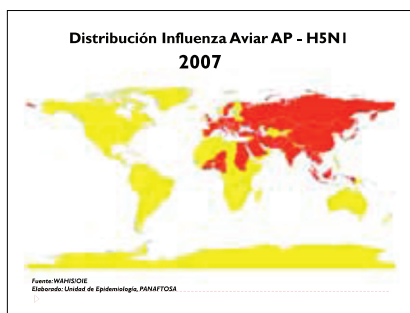 Distribución Influenza Aviar AP - H5N1
2007
Fuente: WAHIS/OIE
Elaborado: Unidad de Epidemiología, PANAFTOSA